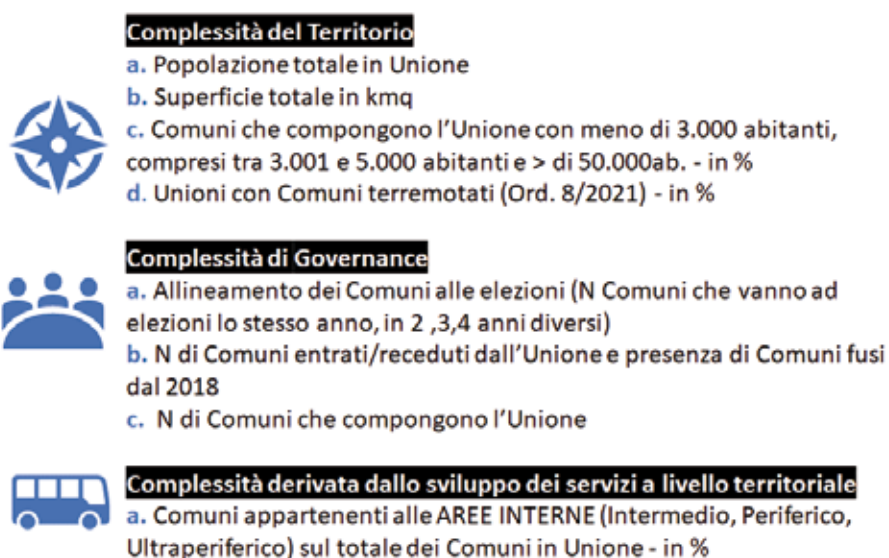 Complessità del Territorio
a. Popolazione totale in Unione
b. Superficie totale in kmq
c. Comuni che compongono l'Unione con meno di 3.000 abitanti,
compresi tra 3.001 e 5.000 abitanti e > di 50.000ab. - in %
d. Unioni con Comuni terremotati (Ord. 8/2021) - in %
Complessità di Governance
a. Allineamento dei Comuni alle elezioni (N Comuni che vanno ad
elezioni lo stesso anno, in 2 ,3,4 anni diversi)
b. N di Comuni entrati/receduti dall'Unione e presenza di Comuni fusi
dal 2018
c. N di Comuni che compongono l'Unione
Complessità derivata dallo sviluppo dei servizi a livello territoriale
a. Comuni appartenenti alle AREE INTERNE (Intermedio, Periferico,
Ultraperiferico) sul totale dei Comuni in Unione - in %